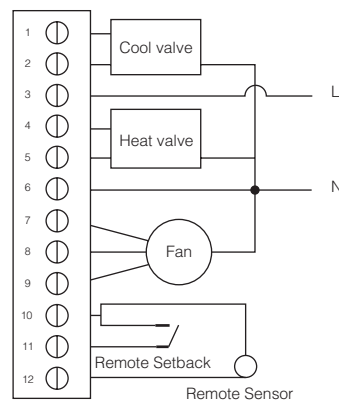 1
Cool valve
2
3
L
4
Heat valve
5
6
N
7
8
Fan
9
10
11
Remote Setback
12
Remote Sensor